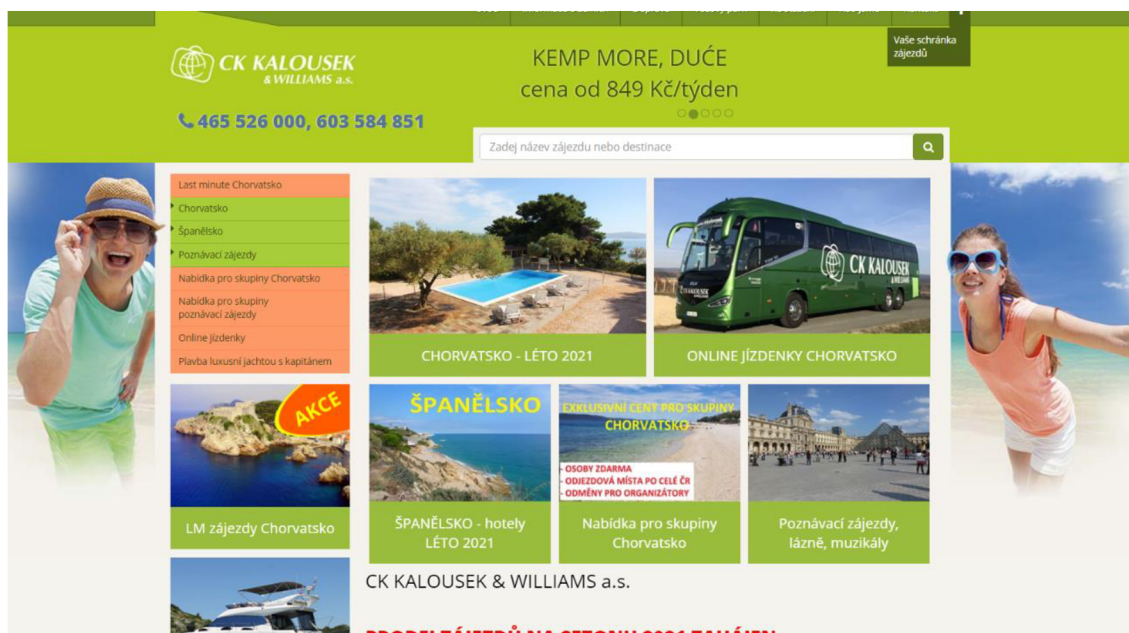 Vaše schránka
zájezdů
CK KALOUSEK
& WILLIAMS a.s.
KEMP MORE, DUĆE
cena od 849 Kč/týden
465 526 000, 603 584 851
Zadej název zájezdu nebo destinace
Last minute Chorvatsko
Chorvatsko
Španělsko
Poznávací zájezdy
Nabídka pro skupiny Chorvatsko
Nabídka pro skupiny
poznávací zájezdy
Online jízdenky
Plavba luxusní jachtou s kapitánem
CK KALOUSEK
& WILLIAMS
CHORVATSKO - LÉTO 2021
ONLINE JÍZDENKY CHORVATSKO
AKCE
LM zájezdy Chorvatsko
ŠPANĚLSKO
ŠPANĚLSKO - hotely
LÉTO 2021
EXKLUSIVNÍ CENY PRO SKUPINY
CHORVATSKO
- OSOBY ZDARMA
- ODJEZDOVÁ MÍSTA PO CELÉ ČR
- ODMĚNY PRO ORGANIZÁTORY
Nabídka pro skupiny
Chorvatsko
Poznávací zájezdy,
lázně, muzikály
CK KALOUSEK & WILLIAMS a.s.